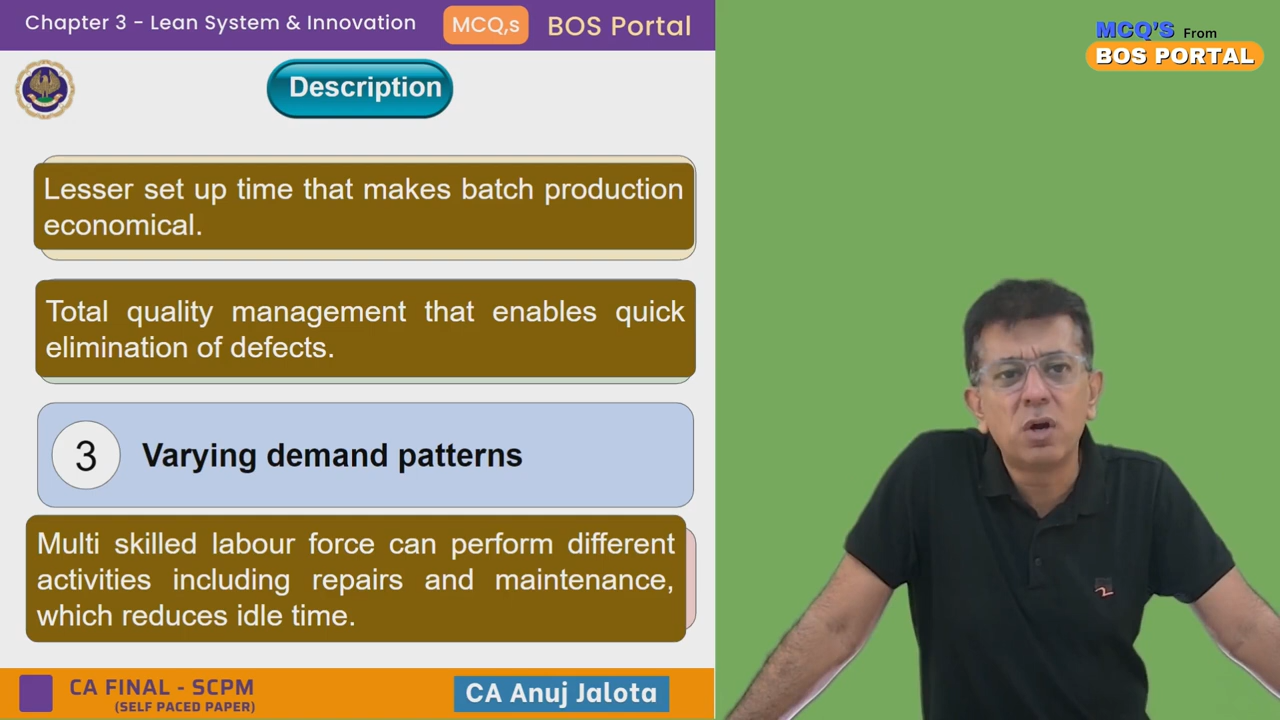 Chapter 3 - Lean System & Innovation
MCQ,s
BOS Portal
MCQ'S From
BOS PORTAL
Description
Lesser set up time that makes batch production
economical.
Total quality management that enables quick
elimination of defects.
3 Varying demand patterns
Multi skilled labour force can perform different
activities including repairs and maintenance,
which reduces idle time.
CA FINAL - SCPM
(SELF PACED PAPER)
CA Anuj Jalota